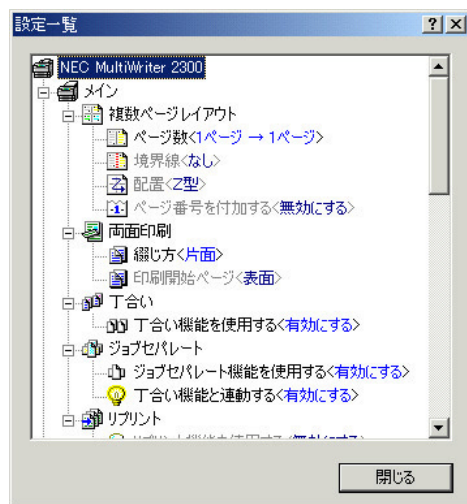 設定一覧
NEC MultiWriter 2300
メイン
複数ページレイアウト
ページ数<1ページ → 1ページ>
境界線<なし>
配置<Z型>
ページ番号を付加する<無効にする>
両面印刷
綴じ方<片面>
印刷開始ページ<表面>
丁合い
丁合い機能を使用する<有効にする>
ジョブセパレート
ジョブセパレート機能を使用する<有効にする>
丁合い機能と連動する<有効にする>
リプリント
閉じる